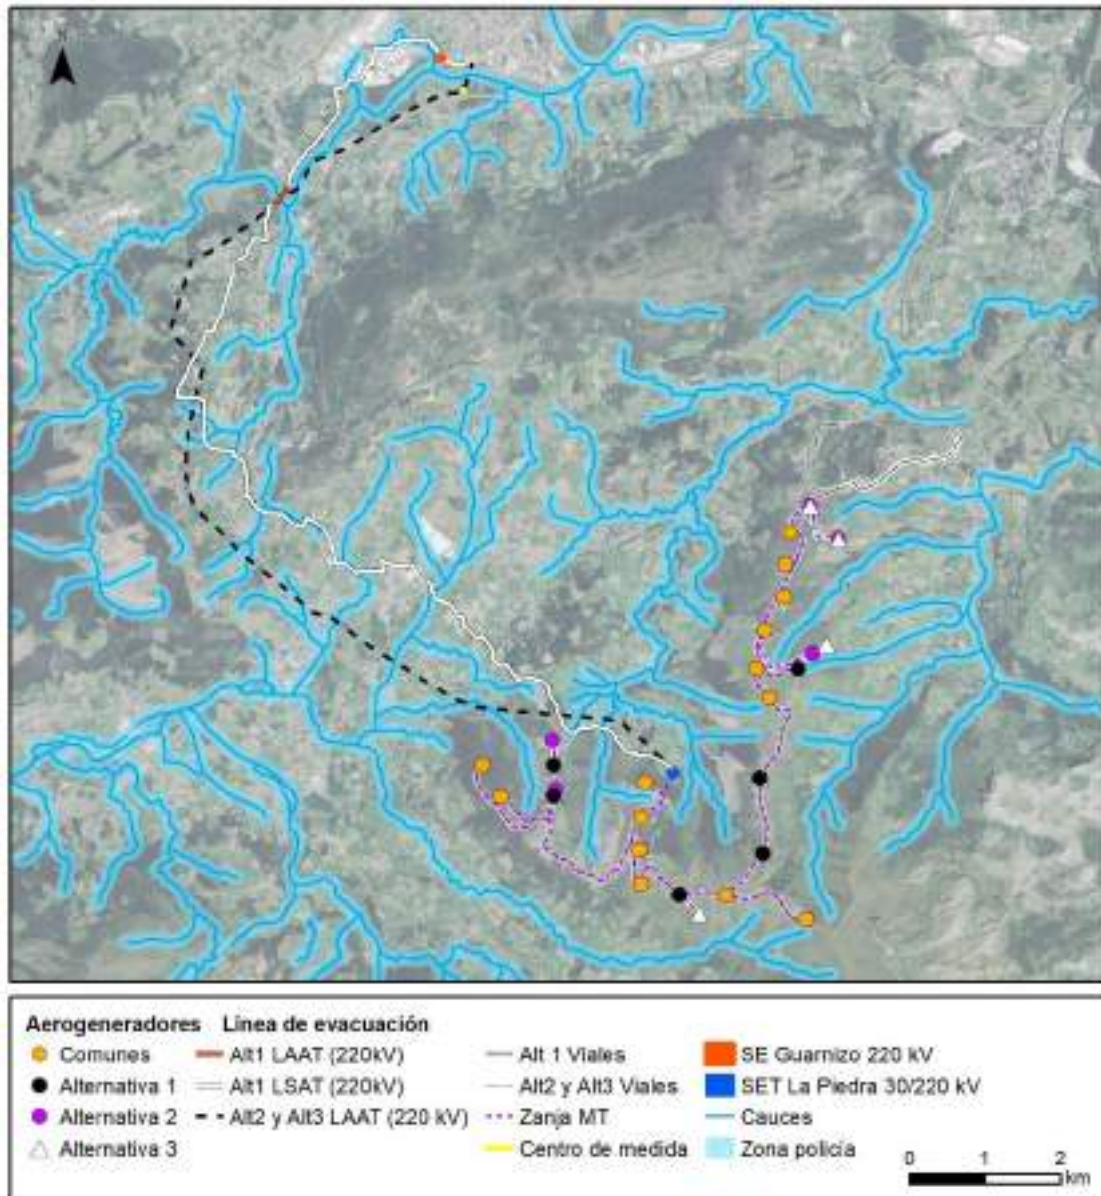 N
Aerogeneradores Línea de evacuación
Comunes Alt1 LAAT (220kV) Alt 1 Viales SE Guarnizo 220 kV
Alternativa 1 Alt1 LSAT (220kV) Alt2 y Alt3 Viales SET La Piedra 30/220 kV
Alternativa 2 Alt2 y Alt3 LAAT (220 kV) Zanja MT Cauces
Alternativa 3 Centro de medida Zona policía
0 1 2
km